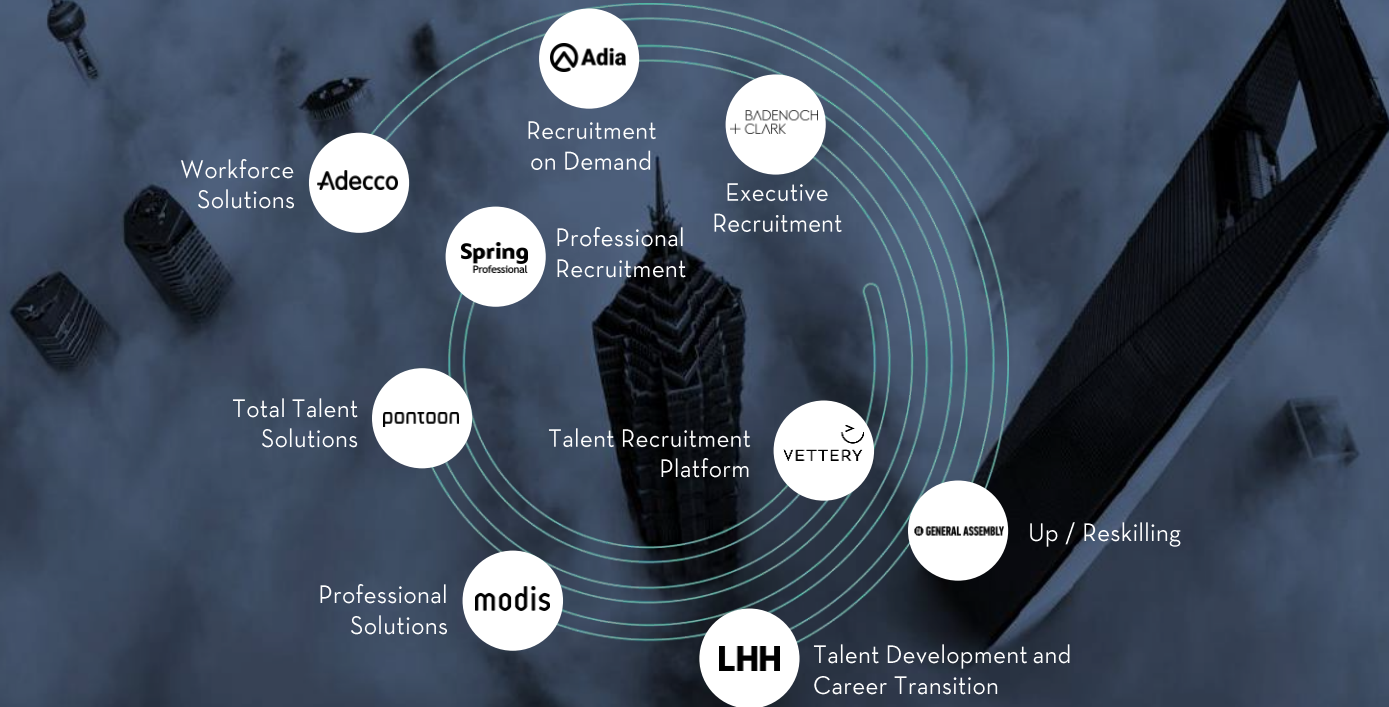 Adia
Recruitment
on Demand
BADENOCH
+ CLARK
Executive
Recruitment
Workforce
Solutions
Adecco
Spring
Professional
Professional
Recruitment
Total Talent
Solutions
pontoon
Talent Recruitment
Platform
VETTERY
GENERAL ASSEMBLY
Up / Reskilling
Professional
Solutions
modis
LHH
Talent Development and
Career Transition